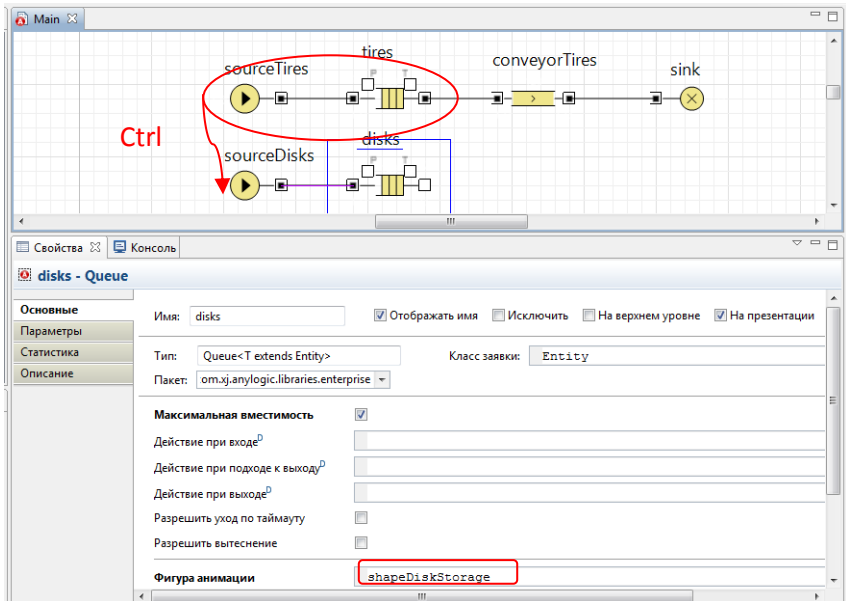 Main
tires
sourceTires
conveyorTires
sink
P T
Ctrl
disks
sourceDisks
P T
Свойства Консоль
disks - Queue
Основные
Параметры
Статистика
Описание
Имя: disks Отображать имя Исключить На верхнем уровне На презентации
Тип: Queue<T extends Entity> Класс заявки: Entity
Пакет: om.xj.anylogic.libraries.enterprise
Максимальная вместимость
Действие при входе D
Действие при подходе к выходу D
Действие при выходе D
Разрешить уход по таймауту
Разрешить вытеснение
Фигура анимации shapeDiskStorage